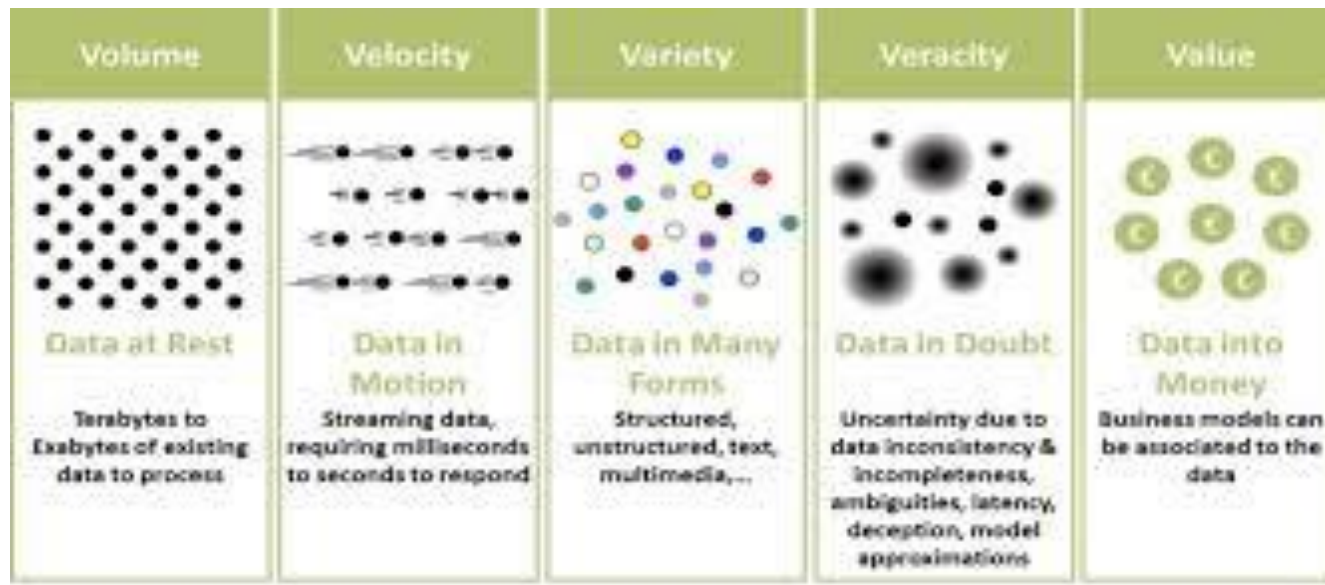 Volume
Data at Rest
Terabytes to
Exabytes of existing
data to process
Velocity
Data in
Motion
Streaming data,
requiring milliseconds
to seconds to respond
Variety
Data in Many
Forms
Structured,
unstructured, text,
multimedia,...
Veracity
Data in Doubt
Uncertainty due to
data inconsistency &
incompleteness,
ambiguities, latency,
deception, model
approximations
Value
Data into
Money
Business models can
be associated to the
data